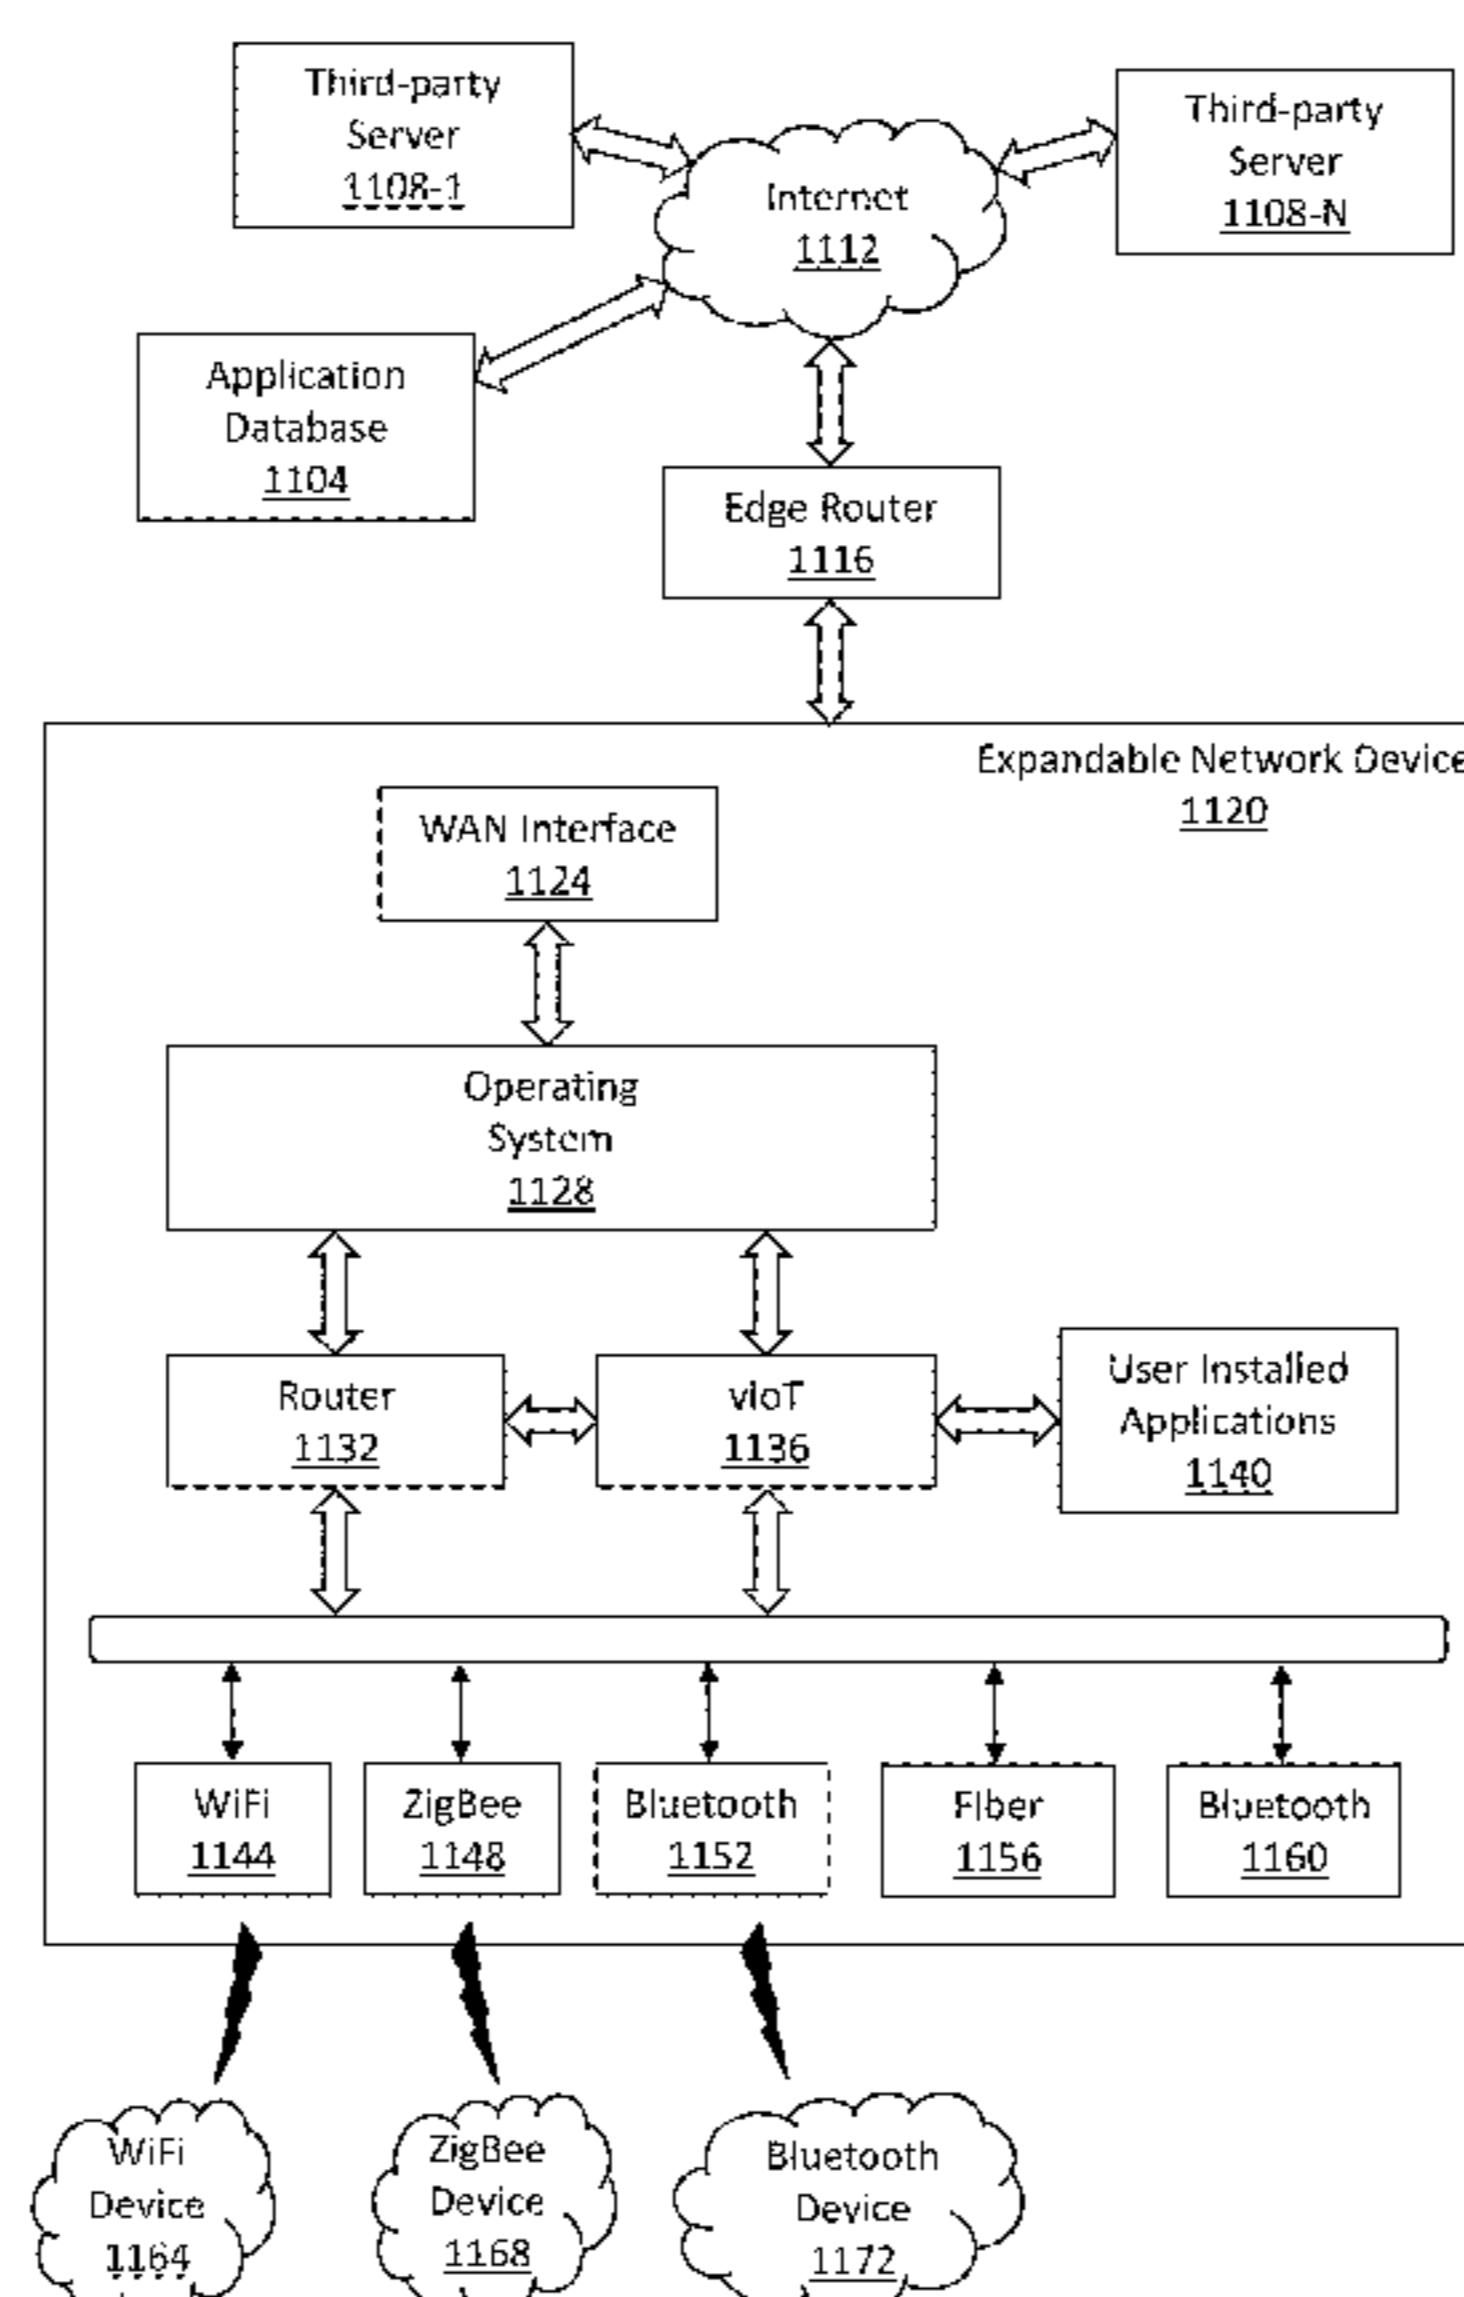 Third-party
Server
1108-1
Third-party
Server
1108-N
Internet
1112
Application
Database
1104
Edge Router
1116
Expandable Network Device
1120
WAN Interface
1124
Operating
System
1128
Router
1132
vIoT
1136
User Installed
Applications
1140
WiFi
1144
ZigBee
1148
Bluetooth
1152
Fiber
1156
Bluetooth
1160
WiFi
Device
1164
ZigBee
Device
1168
Bluetooth
Device
1172